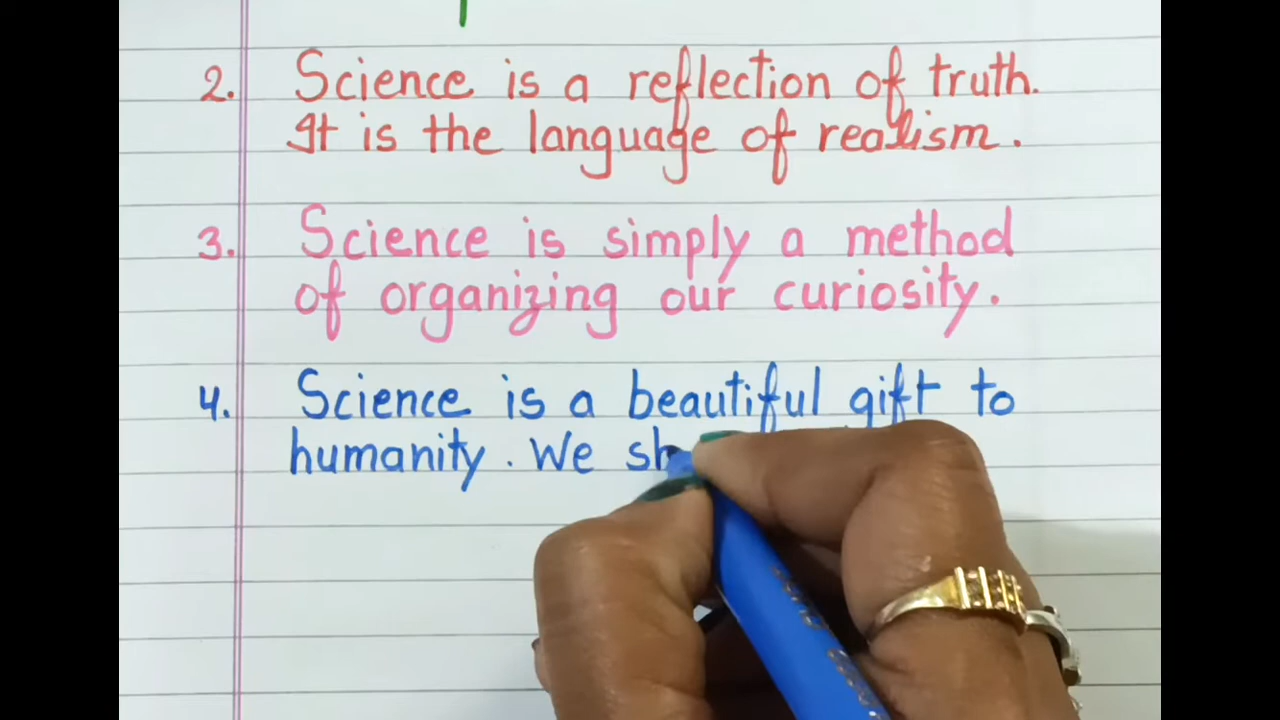 2. Science is a reflection of truth.
It is the language of realism.
3. Science is simply a method
of organizing our curiosity.
4. Science is a beautiful gift to
humanity. We sh